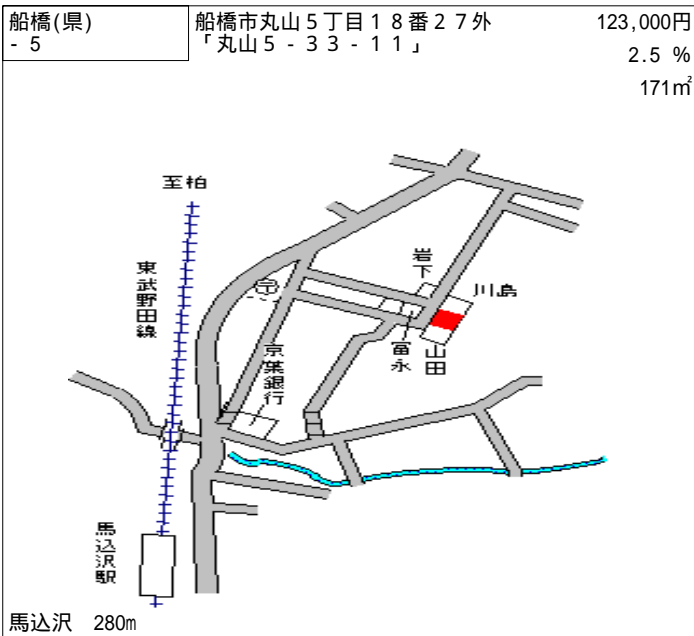 船橋(県)
- 5
船橋市丸山５丁目１８番２７外
「丸山５-３３-１１」
123,000円
2.5 %
171㎡
至柏
東武野田線
岩下
川島
富永
山田
京葉銀行
馬込沢駅
馬込沢 280m